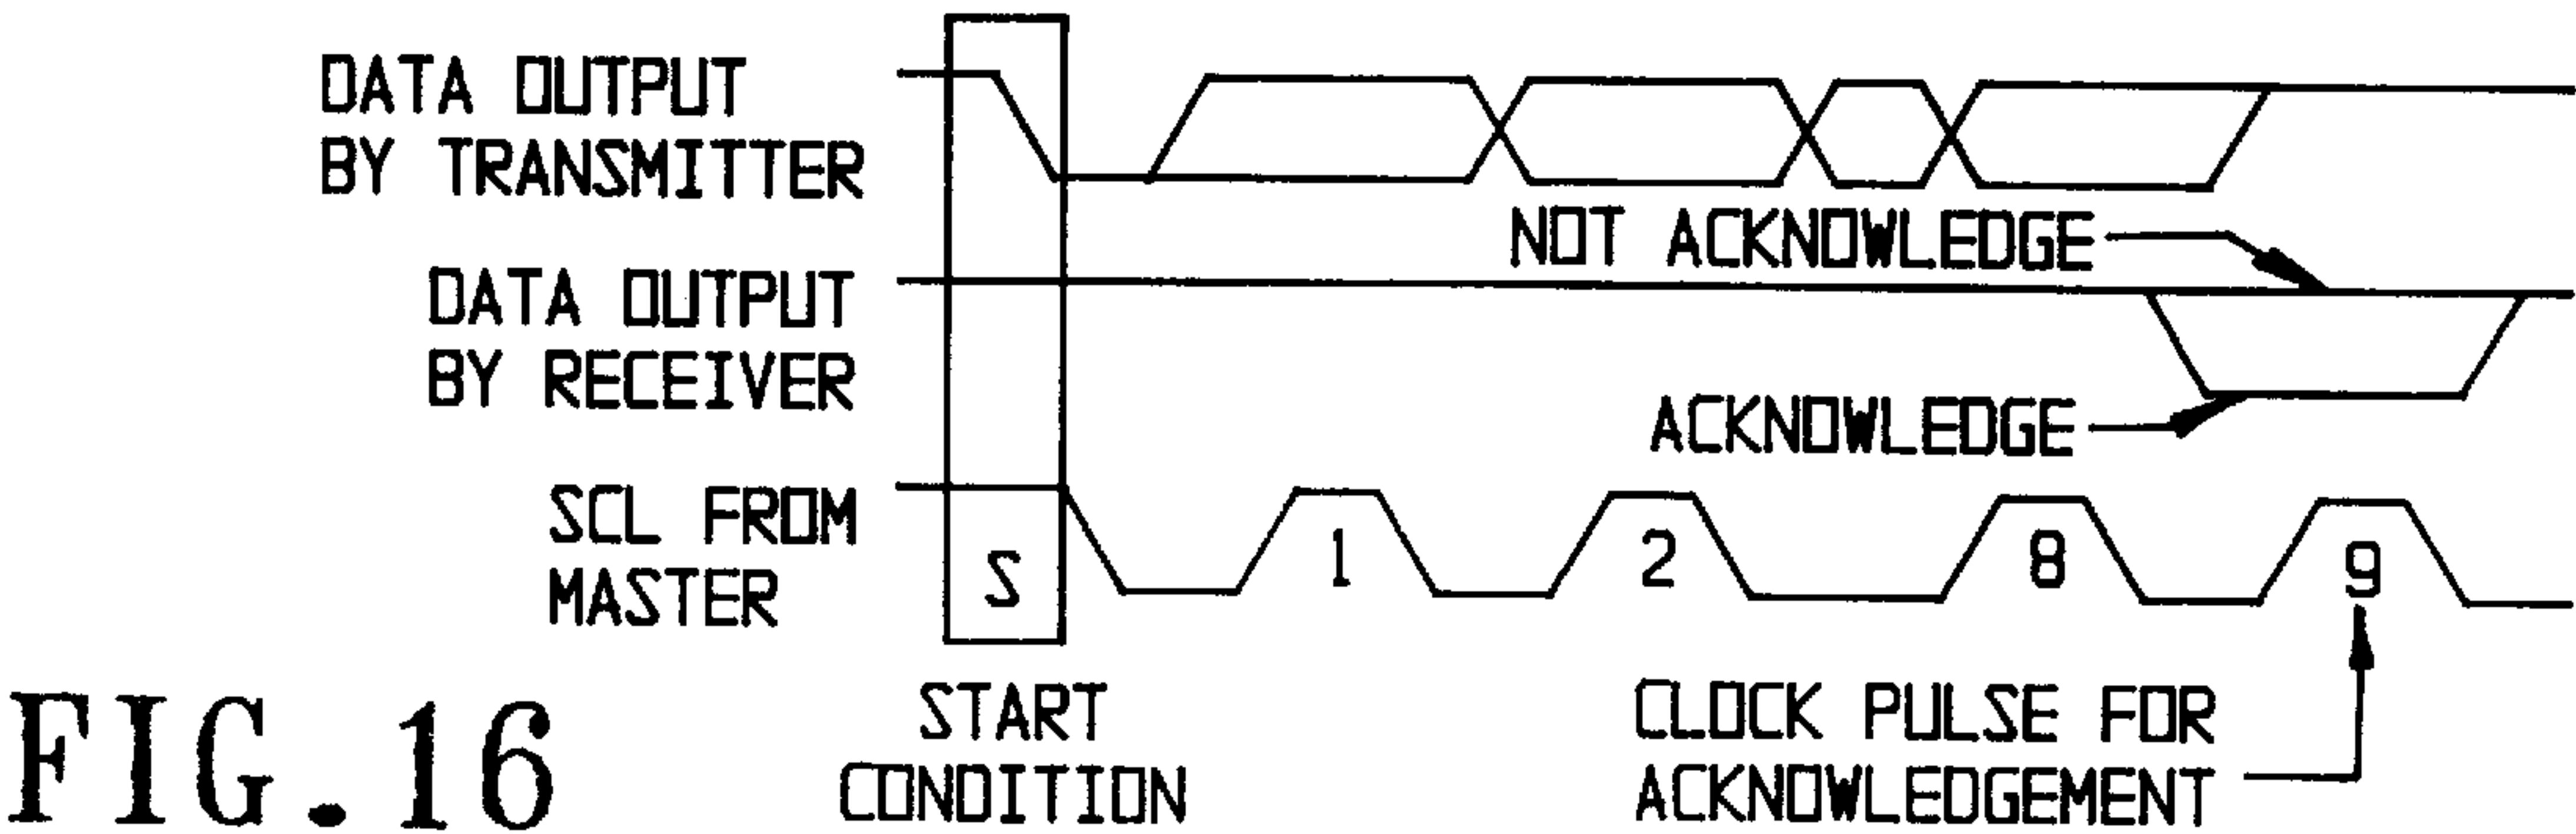 DATA OUTPUT
BY TRANSMITTER
NOT ACKNOWLEDGE
DATA OUTPUT
BY RECEIVER
ACKNOWLEDGE
SCL FROM
MASTER
S
1
2
8
9
START
CONDITION
CLOCK PULSE FOR
ACKNOWLEDGEMENT
FIG.16